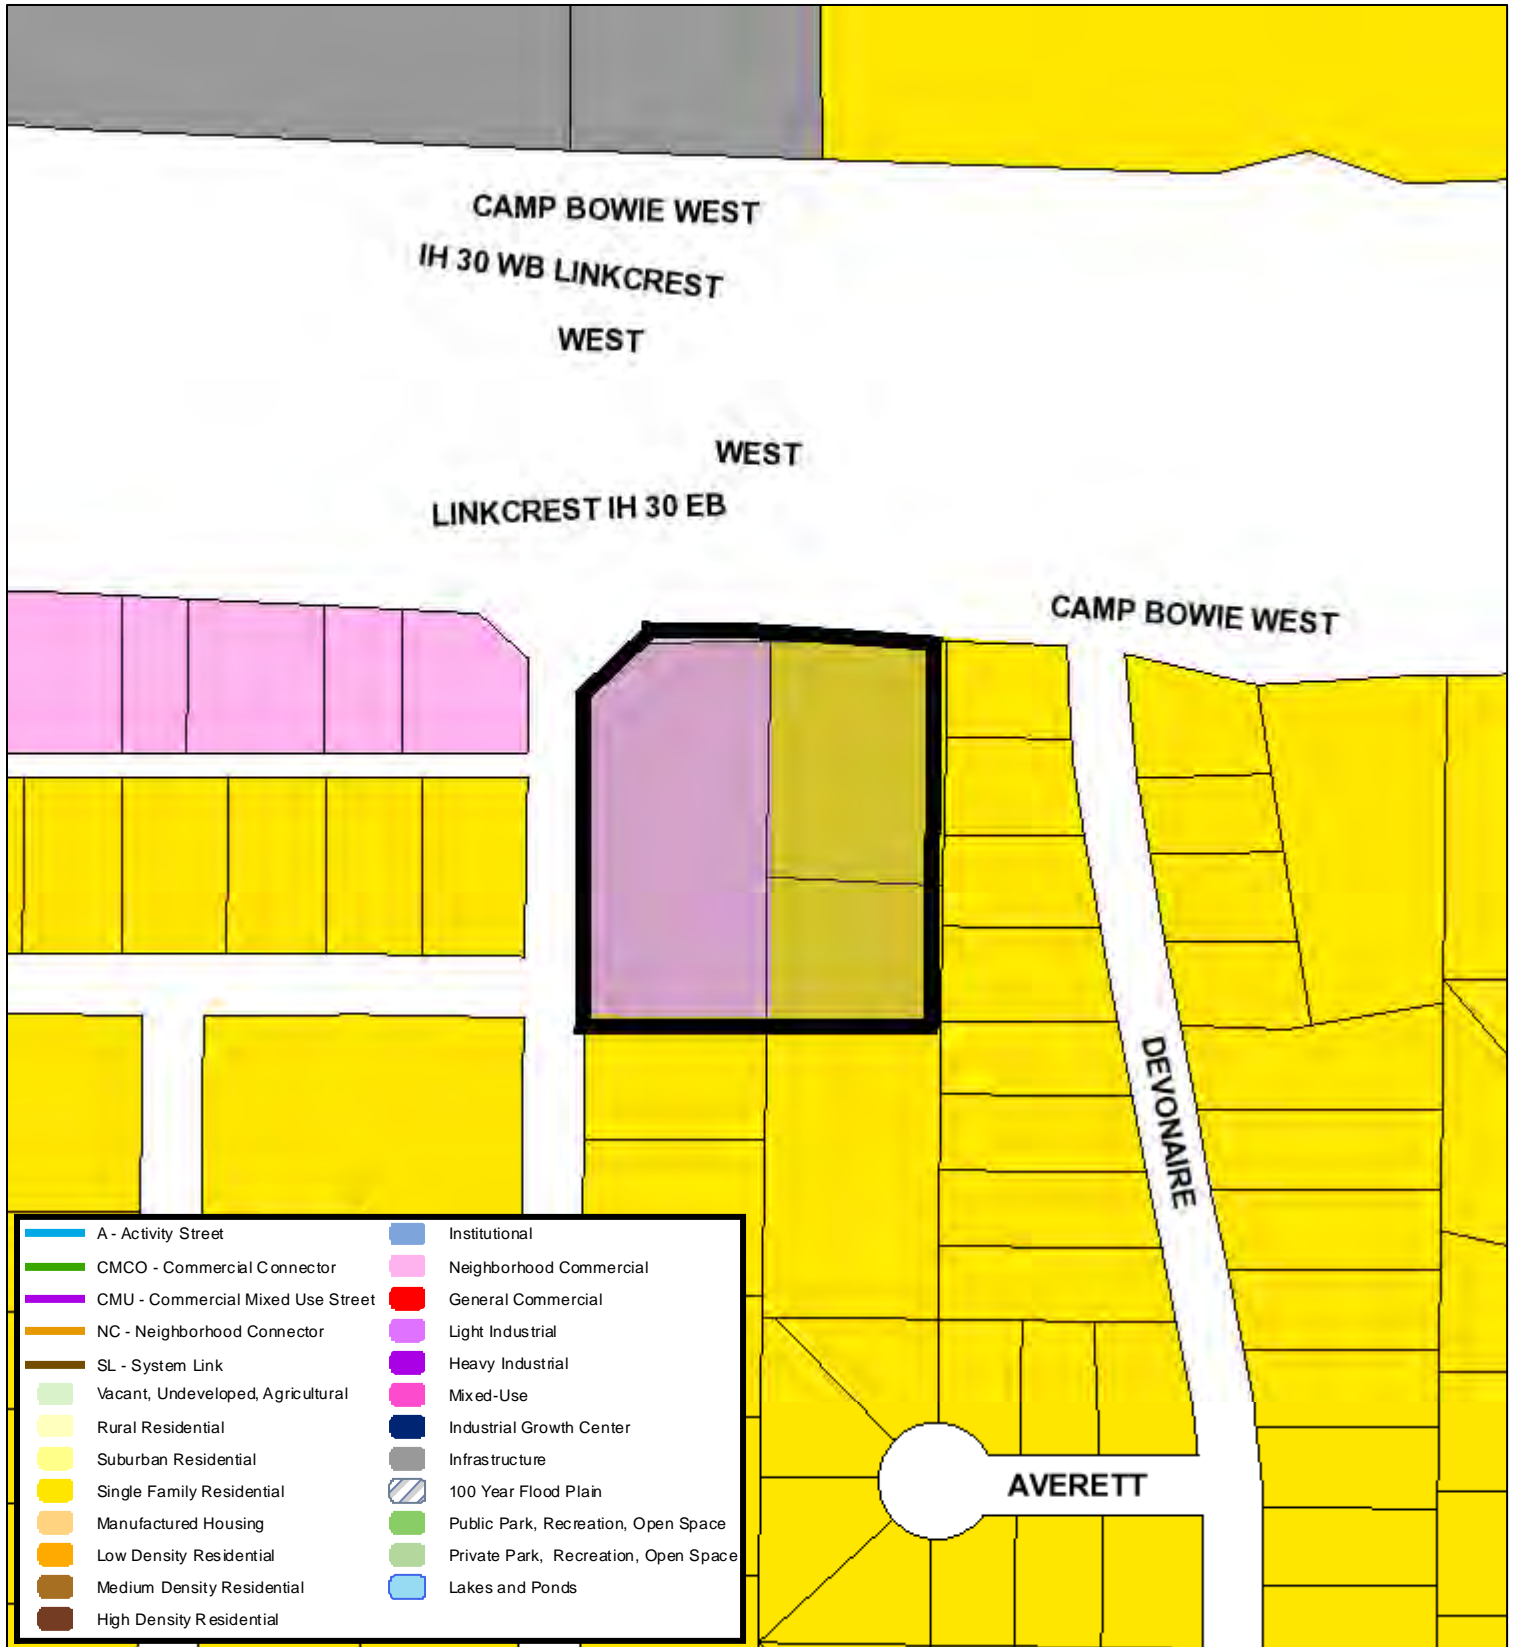 CAMP BOWIE WEST
IH 30 WB LINKCREST
WEST
WEST
LINKCREST IH 30 EB
CAMP BOWIE WEST
DEVONAIRE
AVERETT
A - Activity Street
CMCO - Commercial Connector
CMU - Commercial Mixed Use Street
NC - Neighborhood Connector
SL - System Link
Vacant, Undeveloped, Agricultural
Rural Residential
Suburban Residential
Single Family Residential
Manufactured Housing
Low Density Residential
Medium Density Residential
High Density Residential
Institutional
Neighborhood Commercial
General Commercial
Light Industrial
Heavy Industrial
Mixed-Use
Industrial Growth Center
Infrastructure
100 Year Flood Plain
Public Park, Recreation, Open Space
Private Park, Recreation, Open Space
Lakes and Ponds